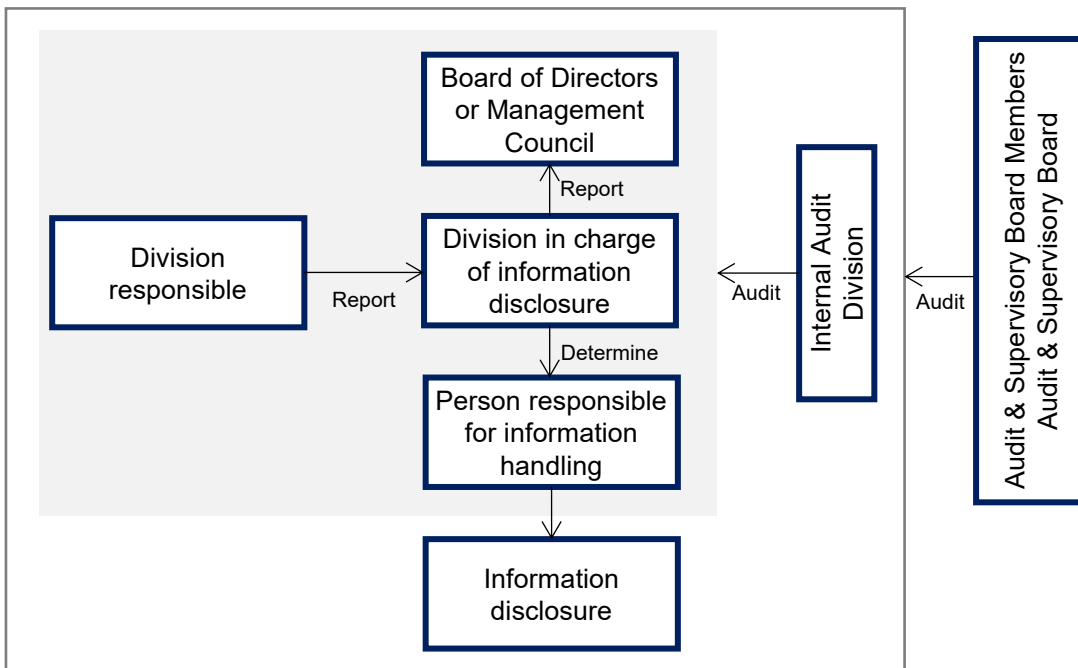 Board of Directors
or Management
Council
Report
Division
responsible
Report
Division in charge
of information
disclosure
Determine
Person responsible
for information
handling
Information
disclosure
Audit
Internal Audit
Division
Audit
Audit & Supervisory Board Members
Audit & Supervisory Board